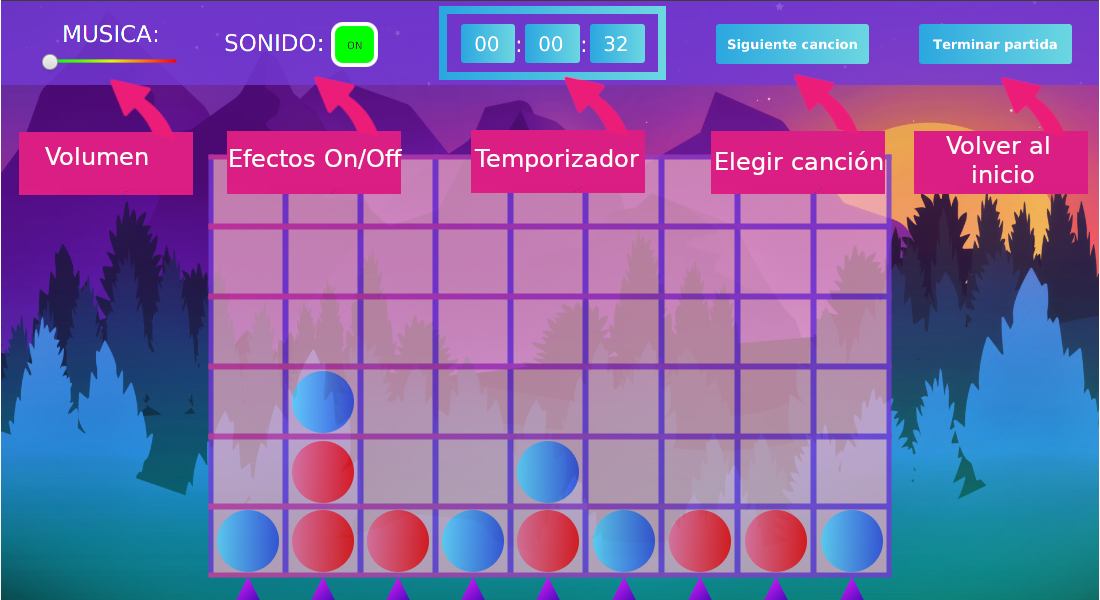 MUSICA:
SONIDO: ON
00 : 00 : 32
Siguiente cancion
Terminar partida
Volumen
Efectos On/Off
Temporizador
Elegir canción
Volver al
inicio